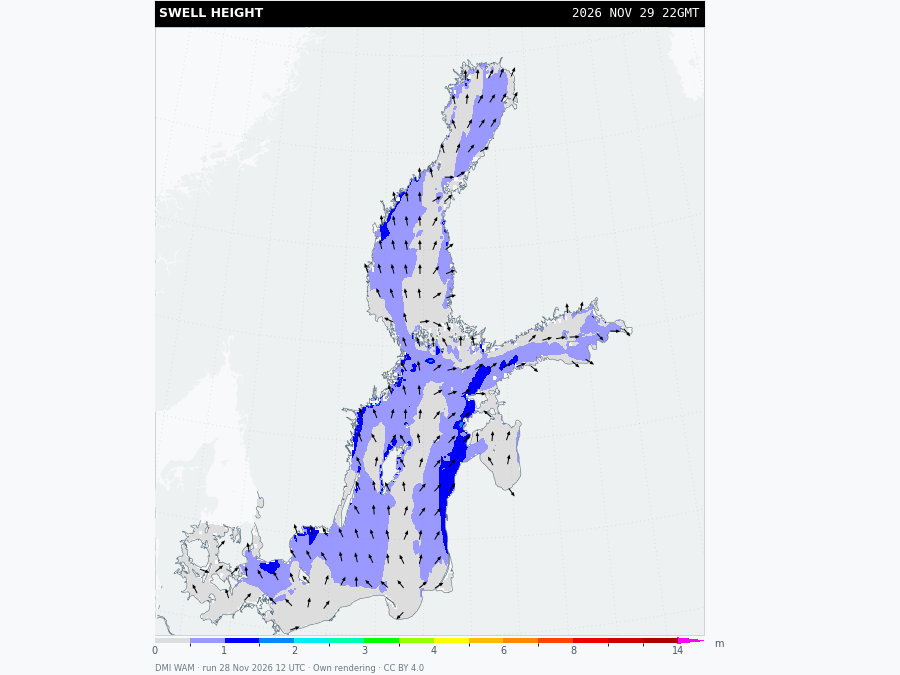 SWELL HEIGHT 2026 NOV 29 22GMT
0 1 2 3 4 6 8 14 m
DMI WAM · run 28 Nov 2026 12 UTC · Own rendering · CC BY 4.0